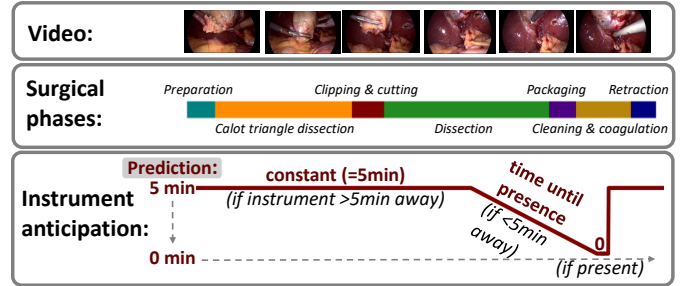 Video:
Surgical phases:
Preparation
Clipping & cutting
Packaging
Retraction
Calot triangle dissection
Dissection
Cleaning & coagulation
Instrument anticipation:
Prediction:
5 min
0 min
constant (=5min)
(if instrument >5min away)
time until presence
(if <5min away)
0
(if present)